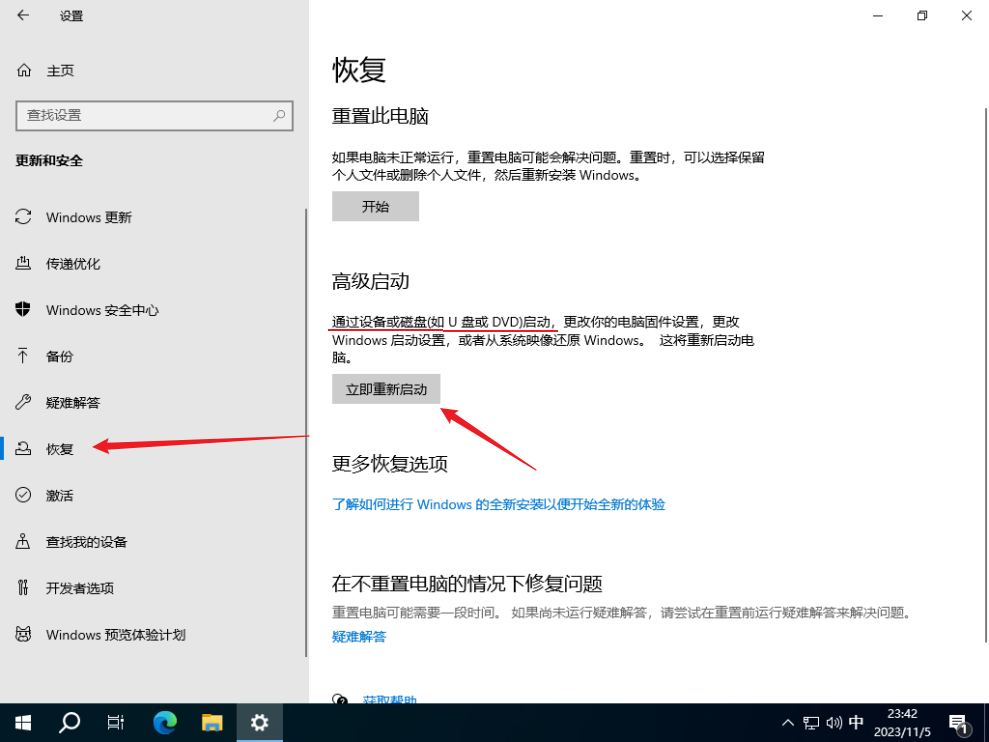 设置
主页
查找设置
更新和安全
Windows 更新
传递优化
Windows 安全中心
备份
疑难解答
恢复
激活
查找我的设备
开发者选项
Windows 预览体验计划
恢复
重置此电脑
如果电脑未正常运行，重置电脑可能会解决问题。重置时，可以选择保留
个人文件或删除个人文件，然后重新安装 Windows。
开始
高级启动
通过设备或磁盘(如 U 盘或 DVD)启动，更改你的电脑固件设置，更改
Windows 启动设置，或者从系统映像还原 Windows。 这将重新启动电
脑。
立即重新启动
更多恢复选项
了解如何进行 Windows 的全新安装以便开始全新的体验
在不重置电脑的情况下修复问题
重置电脑可能需要一段时间。 如果尚未运行疑难解答，请尝试在重置前运行疑难解答来解决问题。
疑难解答
获取帮助
中
23:42
2023/11/5
1